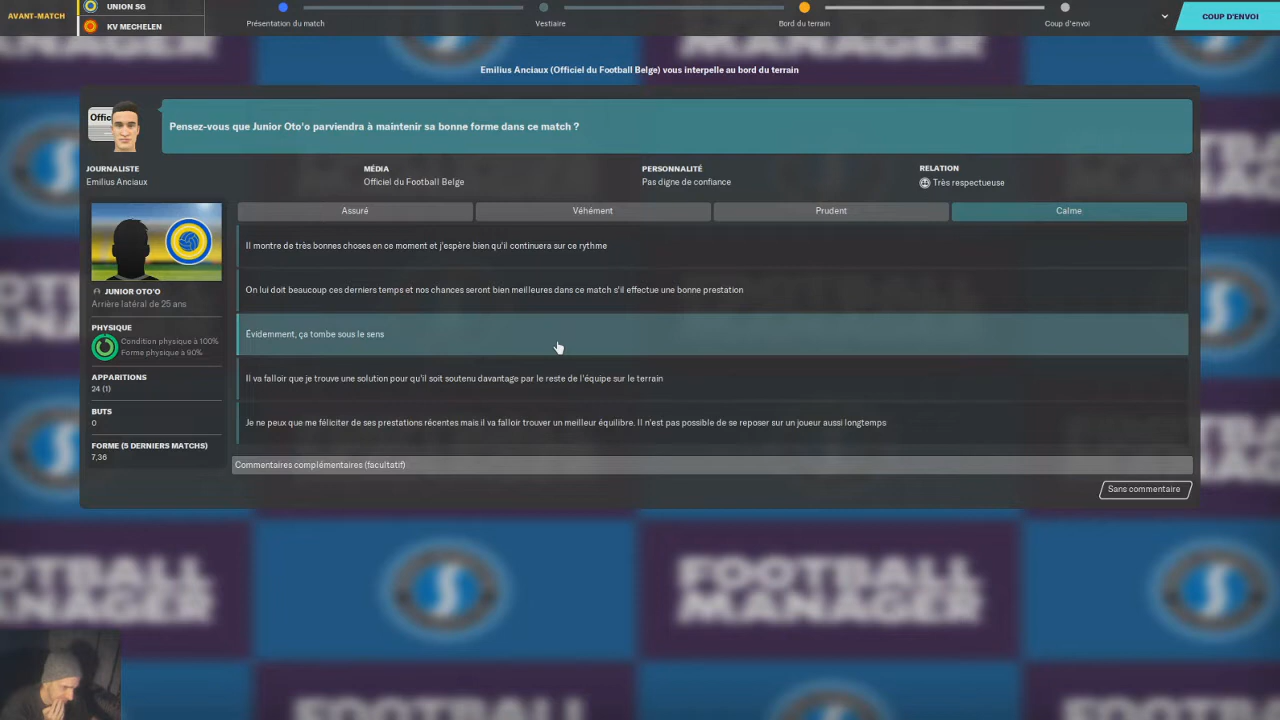 AVANT-MATCH
UNION SG
KV MECHELEN
Présentation du match
Vestiaire
Bord du terrain
Coup d'envoi
COUP D'ENVOI
Emilius Anciaux (Officiel du Football Belge) vous interpelle au bord du terrain
Offic
Pensez-vous que Junior Oto'o parviendra à maintenir sa bonne forme dans ce match ?
JOURNALISTE
Emilius Anciaux
MÉDIA
Officiel du Football Belge
PERSONNALITÉ
Pas digne de confiance
RELATION
Très respectueuse
Assuré
Véhément
Prudent
Calme
Il montre de très bonnes choses en ce moment et j'espère bien qu'il continuera sur ce rythme
On lui doit beaucoup ces derniers temps et nos chances seront bien meilleures dans ce match s'il effectue une bonne prestation
Évidemment, ça tombe sous le sens
Il va falloir que je trouve une solution pour qu'il soit soutenu davantage par le reste de l'équipe sur le terrain
Je ne peux que me féliciter de ses prestations récentes mais il va falloir trouver un meilleur équilibre. Il n'est pas possible de se reposer sur un joueur aussi longtemps
JUNIOR OTO'O
Arrière latéral de 25 ans
PHYSIQUE
Condition physique à 100%
Forme physique à 90%
APPARITIONS
24 (1)
BUTS
0
FORME (5 DERNIERS MATCHS)
7,36
Commentaires complémentaires (facultatif)
Sans commentaire
MANAGER
MANAGER
FOOTBALL
MANAGER
FOOTBALL
MANAGER